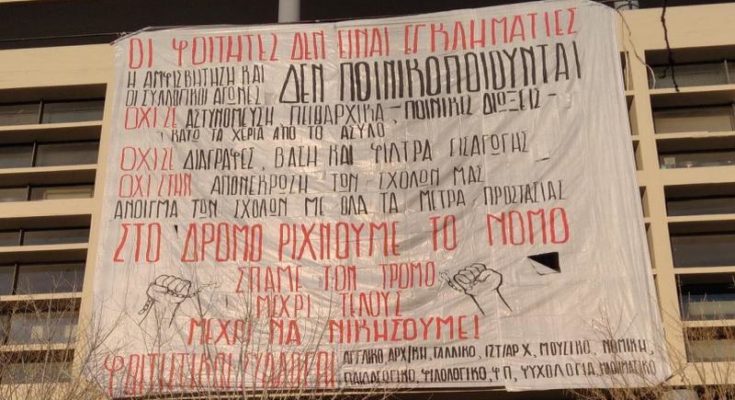 ΟΙ ΦΟΙΤΗΤΕΣ ΔΕΝ ΕΙΝΑΙ ΕΓΚΛΗΜΑΤΙΕΣ
Η ΑΜΦΙΣΒΗΤΗΣΗ ΚΑΙ
ΟΙ ΣΥΛΛΟΓΙΚΟΙ ΑΓΩΝΕΣ ΔΕΝ ΠΟΙΝΙΚΟΠΟΙΟΥΝΤΑΙ
ΟΧΙ ΣΕ ΑΣΤΥΝΟΜΕΥΣΗ, ΠΕΙΘΑΡΧΙΚΑ - ΠΟΙΝΙΚΕΣ ΔΙΩΞΕΙΣ -
ΚΑΤΩ ΤΑ ΧΕΡΙΑ ΑΠΟ ΤΟ ΑΣΥΛΟ
ΟΧΙ ΣΕ ΔΙΑΓΡΑΦΕΣ, ΒΑΣΗ ΚΑΙ ΦΙΛΤΡΑ ΕΙΣΑΓΩΓΗΣ
ΟΧΙ ΣΤΗΝ ΑΠΟΝΕΚΡΩΣΗ ΤΩΝ ΣΧΟΛΩΝ ΜΑΣ
ΑΝΟΙΓΜΑ ΤΩΝ ΣΧΟΛΩΝ ΜΕ ΟΛΑ ΤΑ ΜΕΤΡΑ ΠΡΟΣΤΑΣΙΑΣ
ΣΤΟ ΔΡΟΜΟ ΡΙΧΝΟΥΜΕ ΤΟ ΝΟΜΟ
ΣΠΑΜΕ ΤΟΝ ΤΡΟΜΟ
ΜΕΧΡΙ ΤΕΛΟΥΣ
ΜΕΧΡΙ ΝΑ ΝΙΚΗΣΟΥΜΕ!
ΦΟΙΤΗΤΙΚΟΙ ΣΥΛΛΟΓΟΙ ΑΓΓΛΙΚΟ, ΑΡΧ/ΚΗ, ΓΑΛΛΙΚΟ, ΙΣΤ/ΑΡΧ, ΜΟΥΣΙΚΟ, ΝΟΜΙΚΗ,
ΠΑΙΔΑΓΩΓΙΚΟ, ΦΙΛΟΛΟΓΙΚΟ, Φ.Π, ΨΥΧΟΛΟΓΙΑ, ΜΑΘΗΜΑΤΙΚΟ